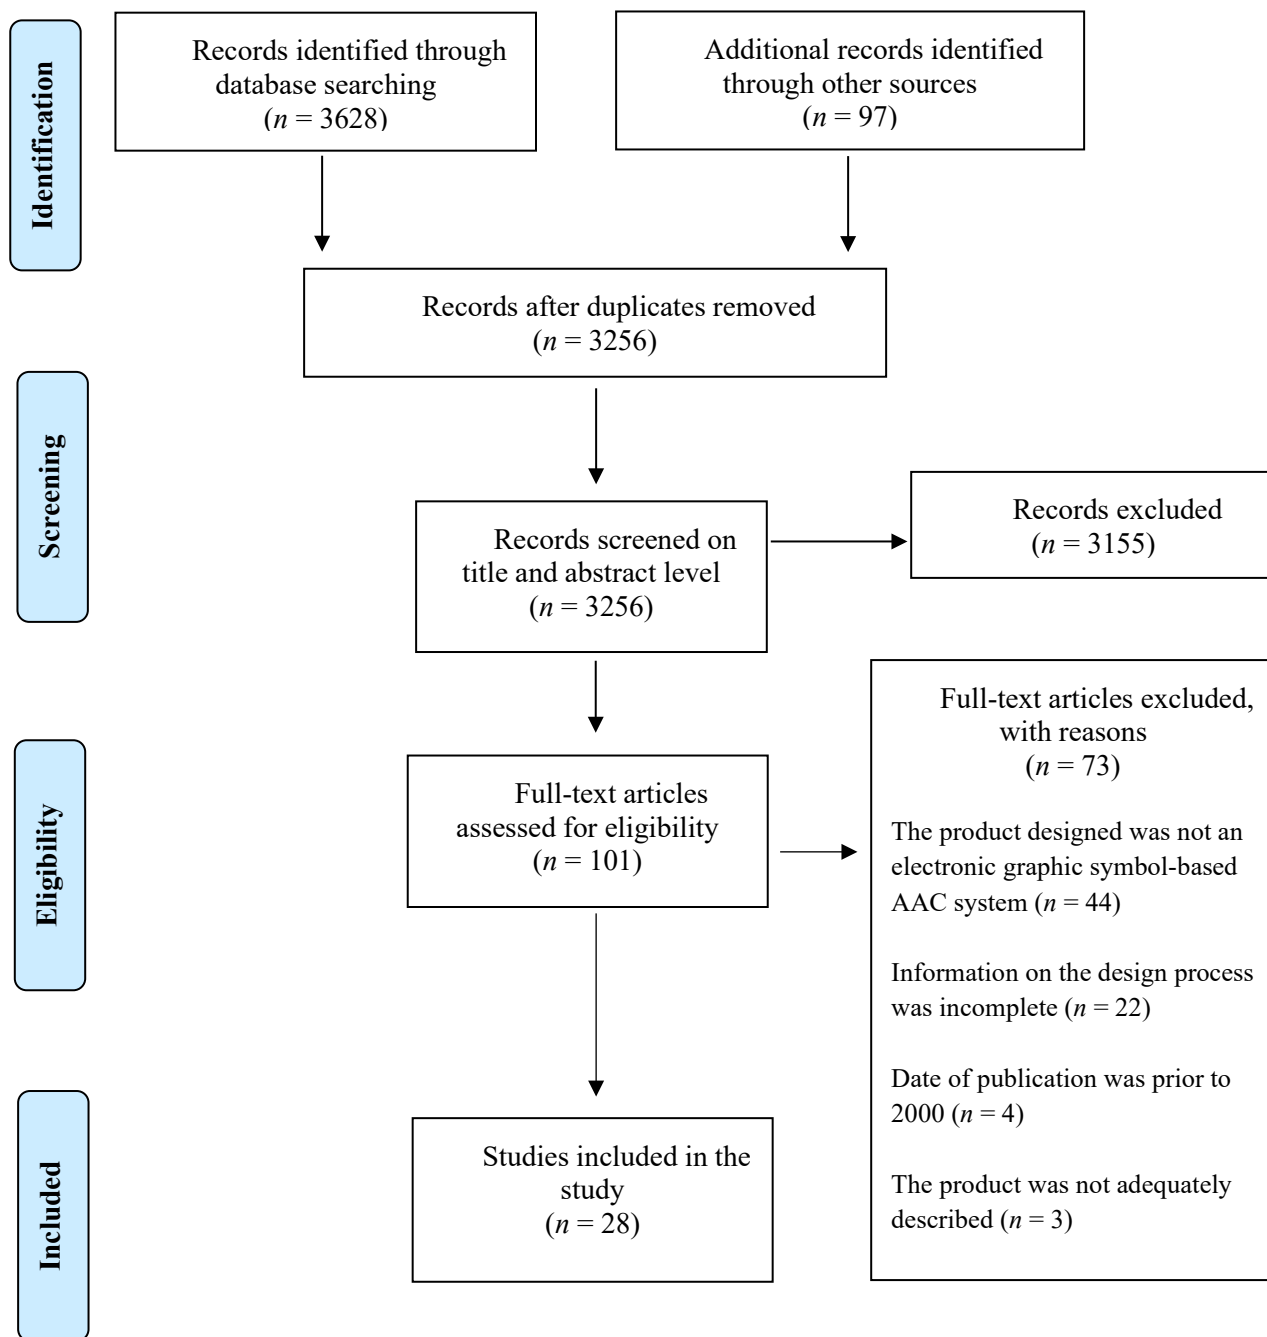 Identification
Records identified through
database searching
(n = 3628)
Additional records identified
through other sources
(n = 97)
Records after duplicates removed
(n = 3256)
Screening
Records screened on
title and abstract level
(n = 3256)
Records excluded
(n = 3155)
Eligibility
Full-text articles
assessed for eligibility
(n = 101)
Full-text articles excluded,
with reasons
(n = 73)
The product designed was not an
electronic graphic symbol-based
AAC system (n = 44)
Information on the design process
was incomplete (n = 22)
Date of publication was prior to
2000 (n = 4)
The product was not adequately
described (n = 3)
Included
Studies included in the
study
(n = 28)